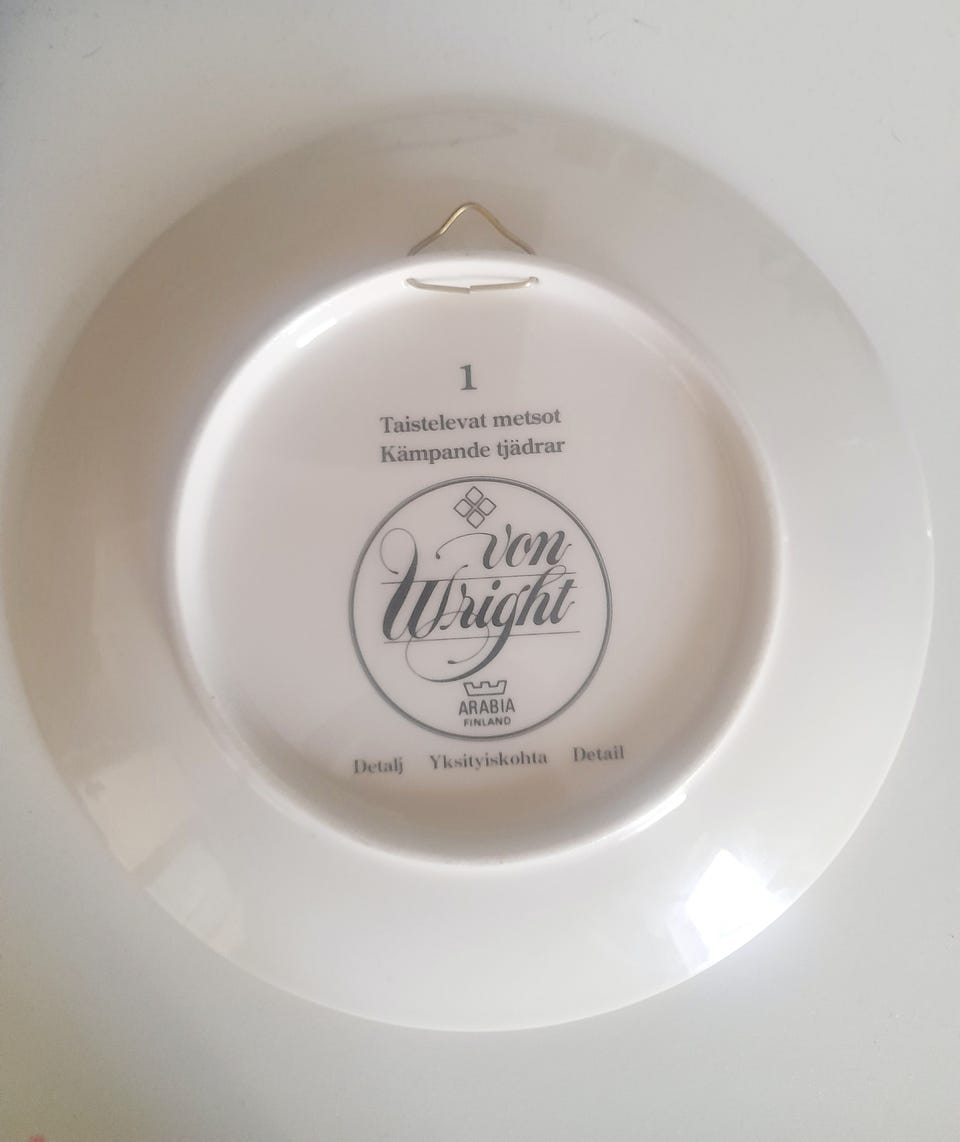 1
Taistelevat metsot
Kämpande tjädrar
von
Wright
ARABIA
FINLAND
Detalj Yksityiskohta Detail